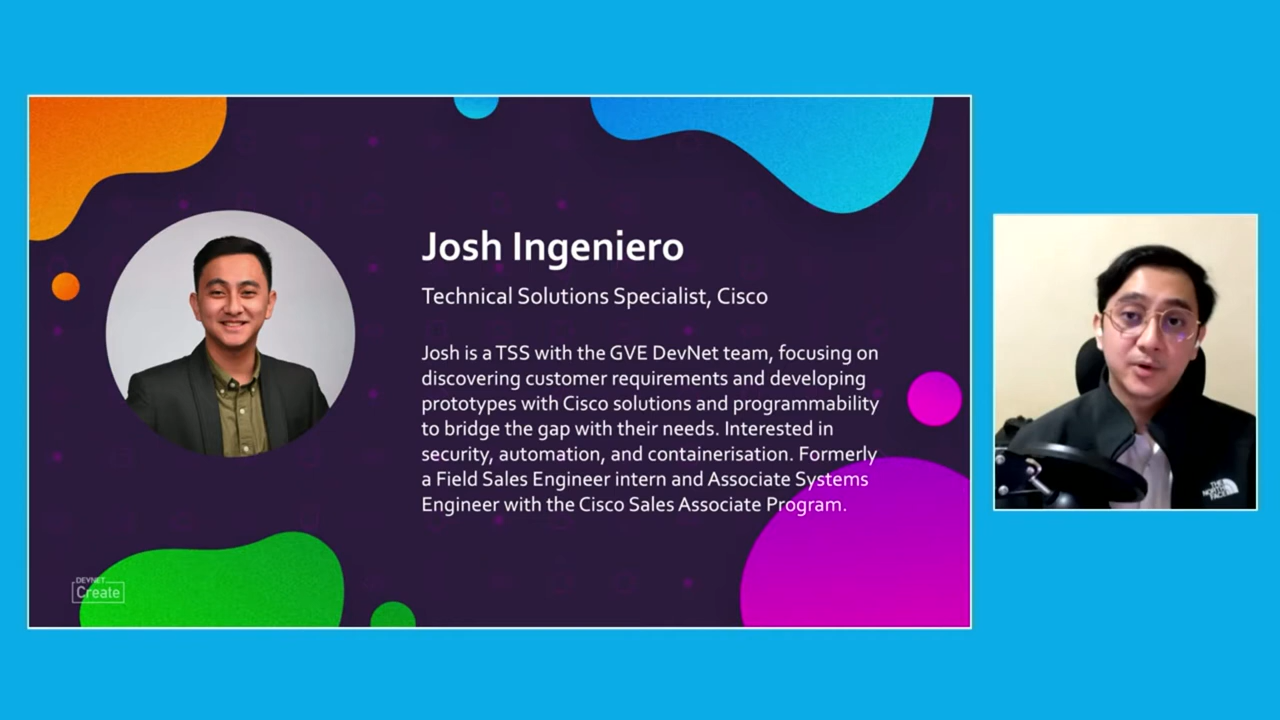 Josh Ingeniero
Technical Solutions Specialist, Cisco
Josh is a TSS with the GVE DevNet team, focusing on
discovering customer requirements and developing
prototypes with Cisco solutions and programmability
to bridge the gap with their needs. Interested in
security, automation, and containerisation. Formerly
a Field Sales Engineer intern and Associate Systems
Engineer with the Cisco Sales Associate Program.
DEVNET
Create
THE
NORTH
FACE